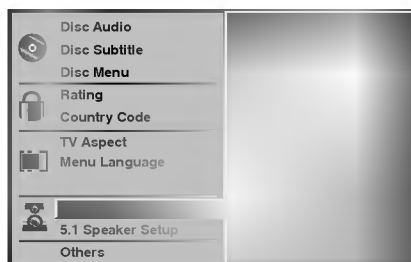 Disc Audio
Disc Subtitle
Disc Menu
Rating
Country Code
TV Aspect
Menu Language
5.1 Speaker Setup
Others